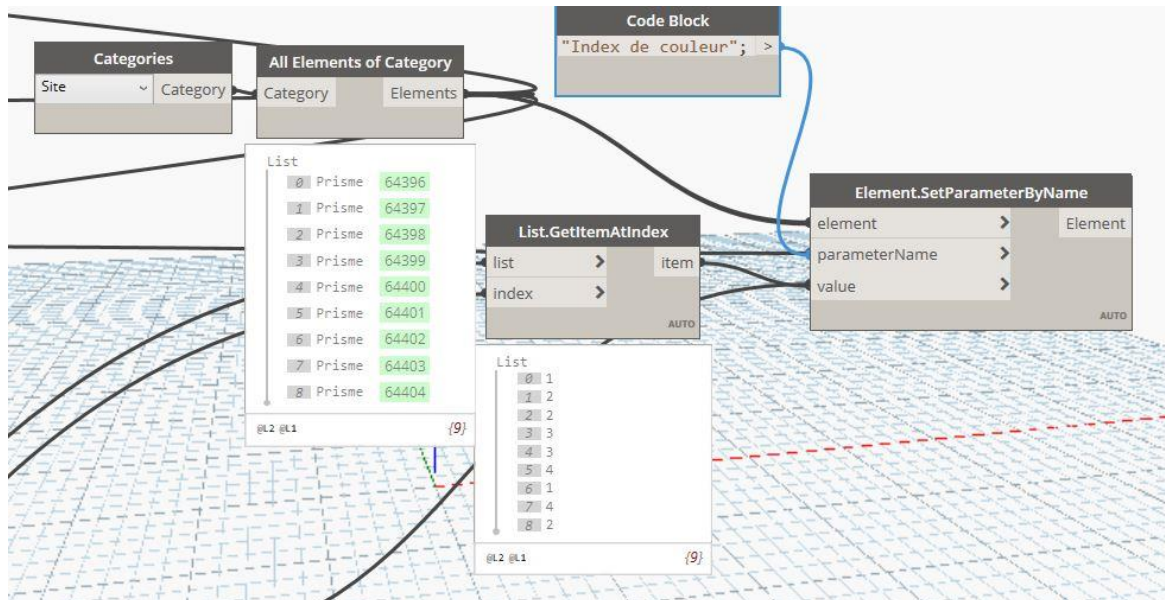 Code Block
"Index de couleur"; >
Categories
Site Category
All Elements of Category
Category Elements
List
0 Prisme 64396
1 Prisme 64397
2 Prisme 64398
3 Prisme 64399
4 Prisme 64400
5 Prisme 64401
6 Prisme 64402
7 Prisme 64403
8 Prisme 64404
@L2 @L1 {9}
List.GetItemAtIndex
list > item
index >
AUTO
List
0 1
1 2
2 2
3 3
4 3
5 4
6 1
7 4
8 2
@L2 @L1 {9}
Element.SetParameterByName
element > Element
parameterName >
value >
AUTO